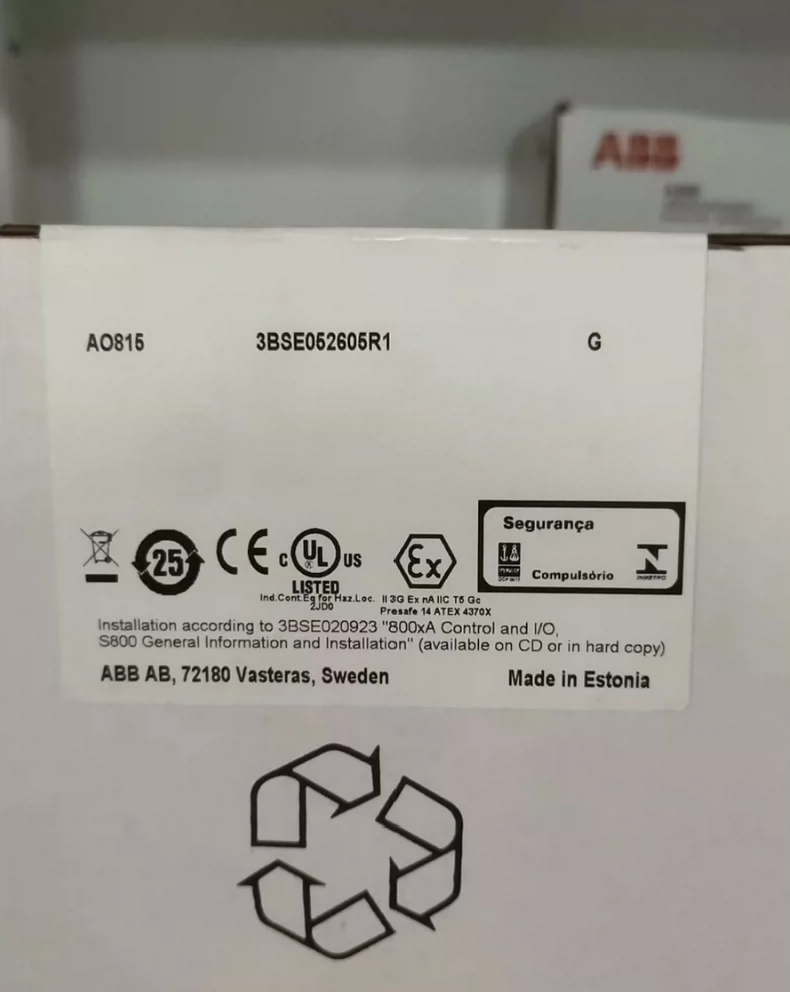 ABB
AO815 3BSE052605R1 G
Segurança
25 CE c UL US Ex
®
LISTED
Compulsório INMETRO
Ind.Cont.Eq for Haz.Loc. II 3G Ex nA IIC T5 Gc
2JD0 Presafe 14 ATEX 4370X
Installation according to 3BSE020923 "800xA Control and I/O,
S800 General Information and Installation" (available on CD or in hard copy)
ABB AB, 72180 Vasteras, Sweden Made in Estonia